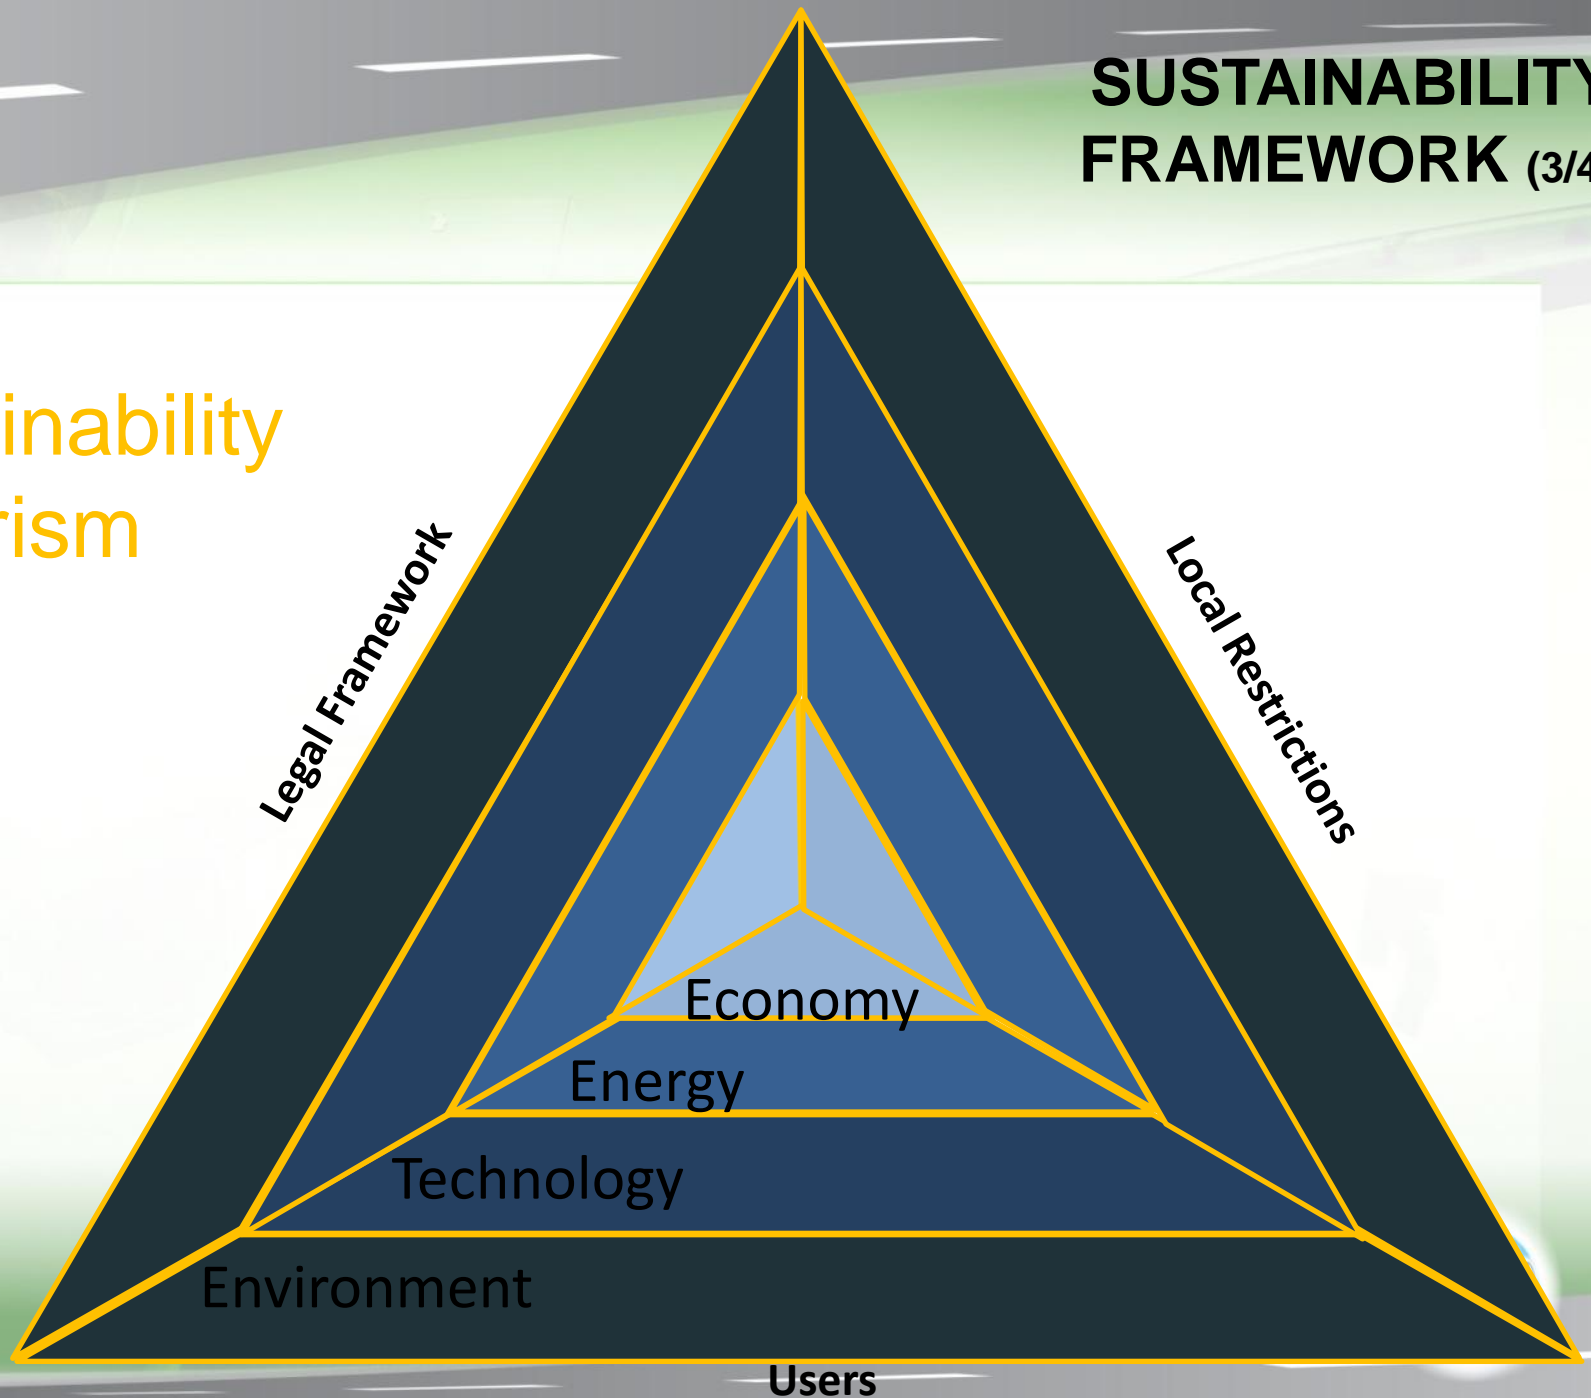 SUSTAINABILITY
FRAMEWORK (3/4
inability
rism
Legal Framework
Local Restrictions
Economy
Energy
Technology
Environment
Users